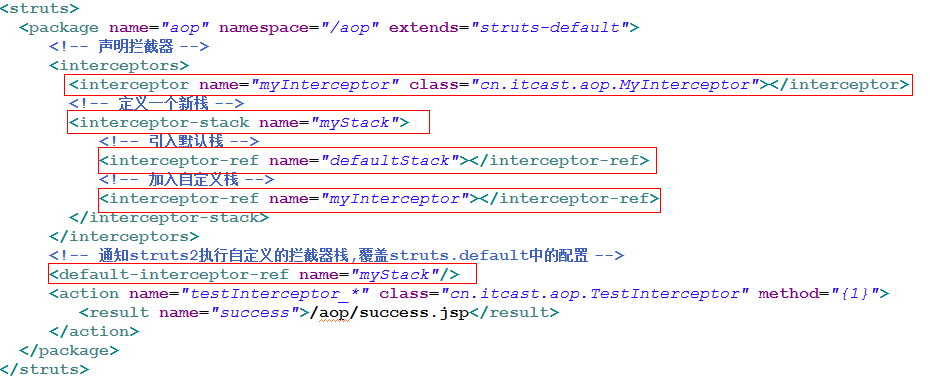 <struts>
<package name="aop" namespace="/aop" extends="struts-default">
<!-- 声明拦截器 -->
<interceptors>
<interceptor name="myInterceptor" class="cn.itcast.aop.MyInterceptor"></interceptor>
<!-- 定义一个新栈 -->
<interceptor-stack name="myStack">
<!-- 引入默认栈 -->
<interceptor-ref name="defaultStack"></interceptor-ref>
<!-- 加入自定义栈 -->
<interceptor-ref name="myInterceptor"></interceptor-ref>
</interceptor-stack>
</interceptors>
<!-- 通知struts2执行自定义的拦截器栈,覆盖struts.default中的配置 -->
<default-interceptor-ref name="myStack"/>
<action name="testInterceptor_*" class="cn.itcast.aop.TestInterceptor" method="{1}">
<result name="success">/aop/success.jsp</result>
</action>
</package>
</struts>